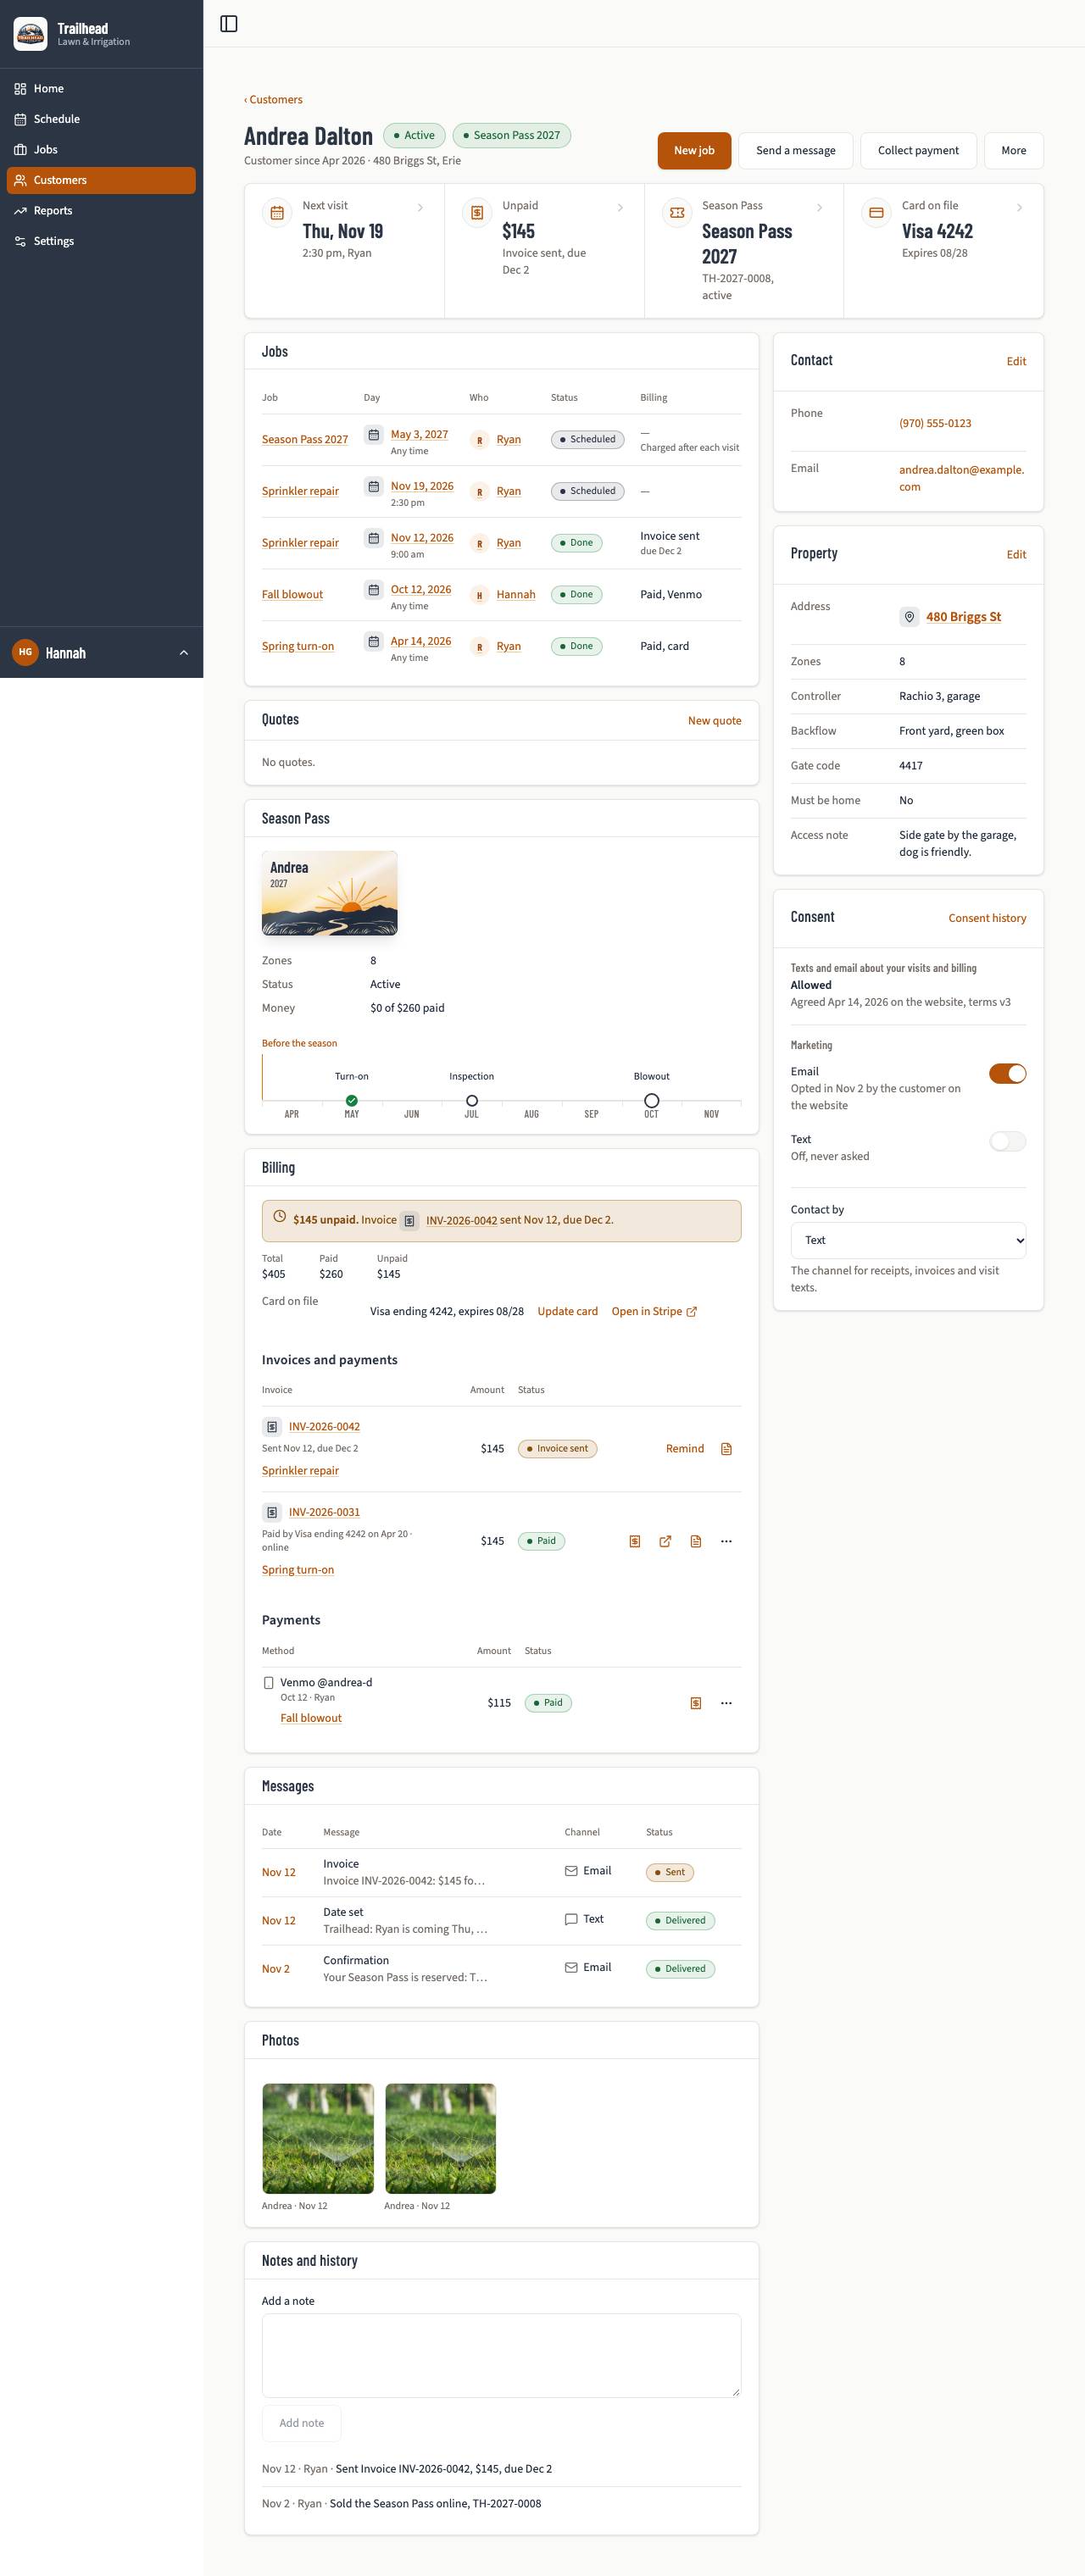 Trailhead
Lawn & Irrigation
Home
Schedule
Jobs
Customers
Reports
Settings
HG Hannah
‹ Customers
Andrea Dalton
Active
Season Pass 2027
Customer since Apr 2026 · 480 Briggs St, Erie
New job
Send a message
Collect payment
More
Next visit
Thu, Nov 19
2:30 pm, Ryan
Unpaid
$145
Invoice sent, due
Dec 2
Season Pass
Season Pass
2027
TH-2027-0008,
active
Card on file
Visa 4242
Expires 08/28
Jobs
Job Day Who Status Billing
Season Pass 2027 May 3, 2027 R Ryan Scheduled —
Any time Charged after each visit
Sprinkler repair Nov 19, 2026 R Ryan Scheduled —
2:30 pm
Sprinkler repair Nov 12, 2026 R Ryan Done Invoice sent
9:00 am due Dec 2
Fall blowout Oct 12, 2026 H Hannah Done Paid, Venmo
Any time
Spring turn-on Apr 14, 2026 R Ryan Done Paid, card
Any time
Quotes
New quote
No quotes.
Season Pass
Andrea
2027
Zones 8
Status Active
Money $0 of $260 paid
Before the season
Turn-on Inspection Blowout
APR MAY JUN JUL AUG SEP OCT NOV
Billing
$145 unpaid. Invoice INV-2026-0042 sent Nov 12, due Dec 2.
Total Paid Unpaid
$405 $260 $145
Card on file
Visa ending 4242, expires 08/28 Update card Open in Stripe
Invoices and payments
Invoice Amount Status
INV-2026-0042
Sent Nov 12, due Dec 2 $145 Invoice sent Remind
Sprinkler repair
INV-2026-0031
Paid by Visa ending 4242 on Apr 20 ·
online
$145 Paid
Spring turn-on
Payments
Method Amount Status
Venmo @andrea-d
Oct 12 · Ryan $115 Paid
Fall blowout
Messages
Date Message Channel Status
Nov 12 Invoice Email Sent
Invoice INV-2026-0042: $145 fo…
Nov 12 Date set Text Delivered
Trailhead: Ryan is coming Thu, …
Nov 2 Confirmation Email Delivered
Your Season Pass is reserved: T…
Photos
Andrea · Nov 12 Andrea · Nov 12
Notes and history
Add a note
Add note
Nov 12 · Ryan · Sent Invoice INV-2026-0042, $145, due Dec 2
Nov 2 · Ryan · Sold the Season Pass online, TH-2027-0008
Contact
Edit
Phone
(970) 555-0123
Email
andrea.dalton@example.
com
Property
Edit
Address
480 Briggs St
Zones 8
Controller Rachio 3, garage
Backflow Front yard, green box
Gate code 4417
Must be home No
Access note Side gate by the garage,
dog is friendly.
Consent
Consent history
Texts and email about your visits and billing
Allowed
Agreed Apr 14, 2026 on the website, terms v3
Marketing
Email
Opted in Nov 2 by the customer on
the website
Text
Off, never asked
Contact by
Text
The channel for receipts, invoices and visit
texts.